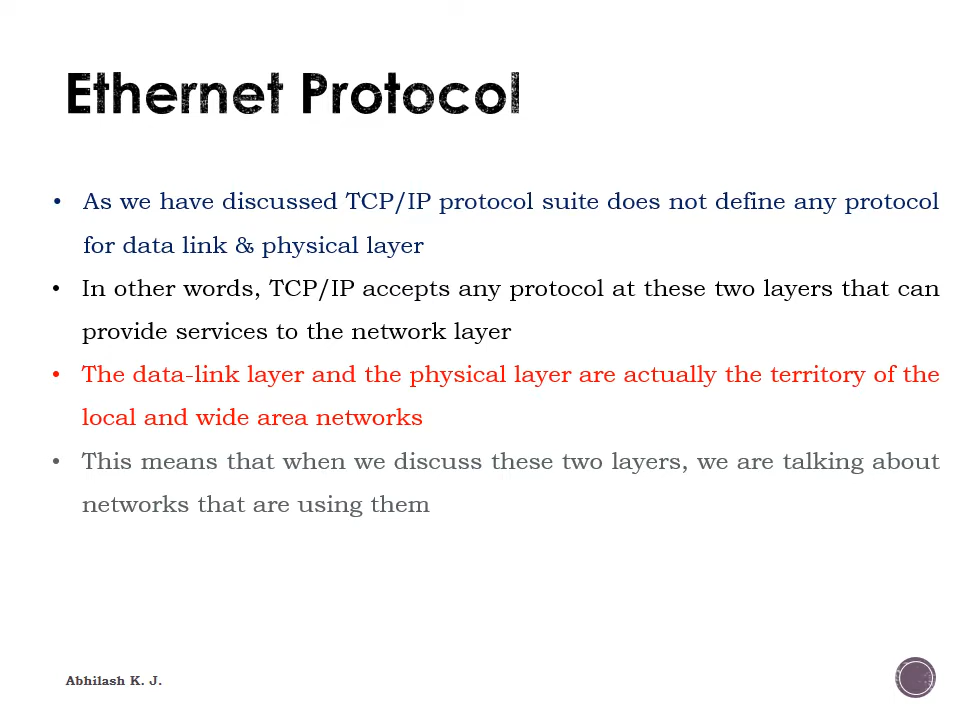 Ethernet Protocol
• As we have discussed TCP/IP protocol suite does not define any protocol
for data link & physical layer
• In other words, TCP/IP accepts any protocol at these two layers that can
provide services to the network layer
• The data-link layer and the physical layer are actually the territory of the
local and wide area networks
• This means that when we discuss these two layers, we are talking about
networks that are using them
Abhilash K. J.